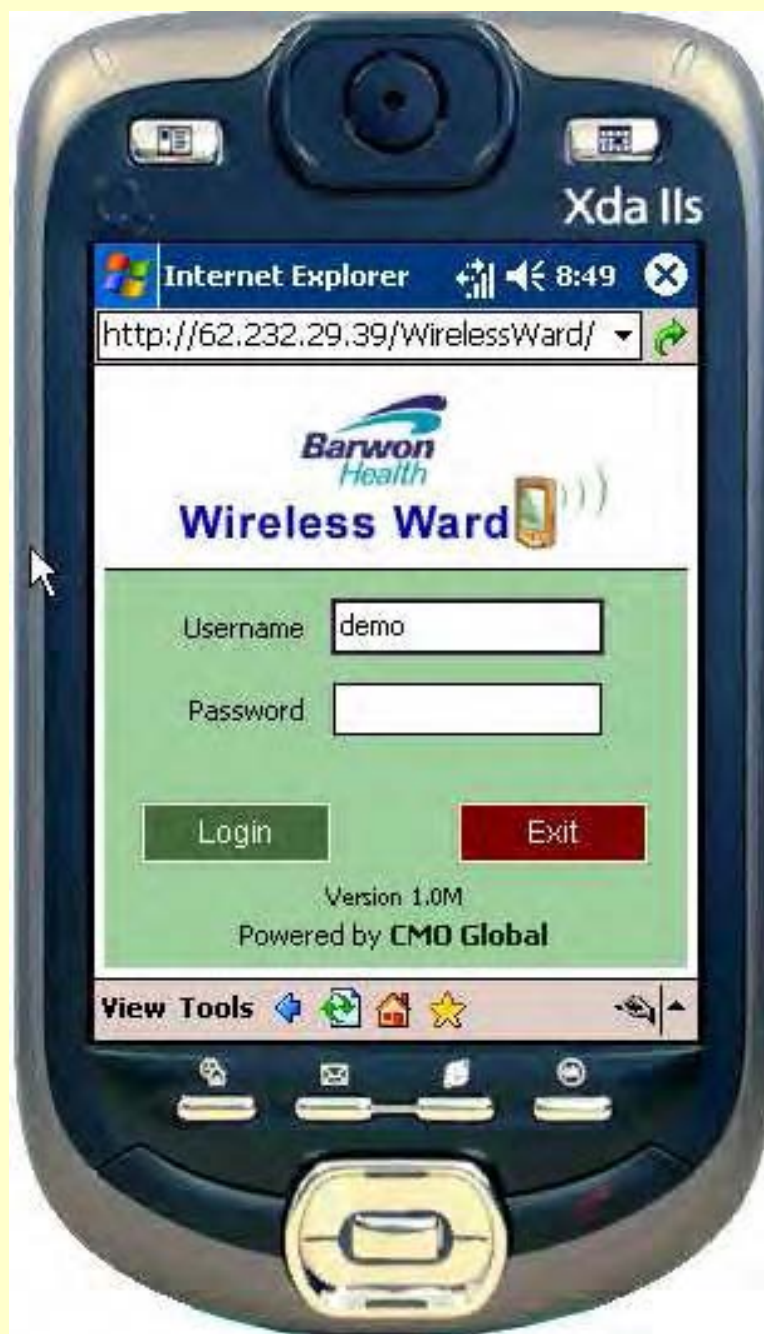 Xda IIs
Internet Explorer 8:49
http://62.232.29.39/WirelessWard/
Barwon
Health
Wireless Ward
Username demo
Password
Login Exit
Version 1.0M
Powered by CMO Global
View Tools